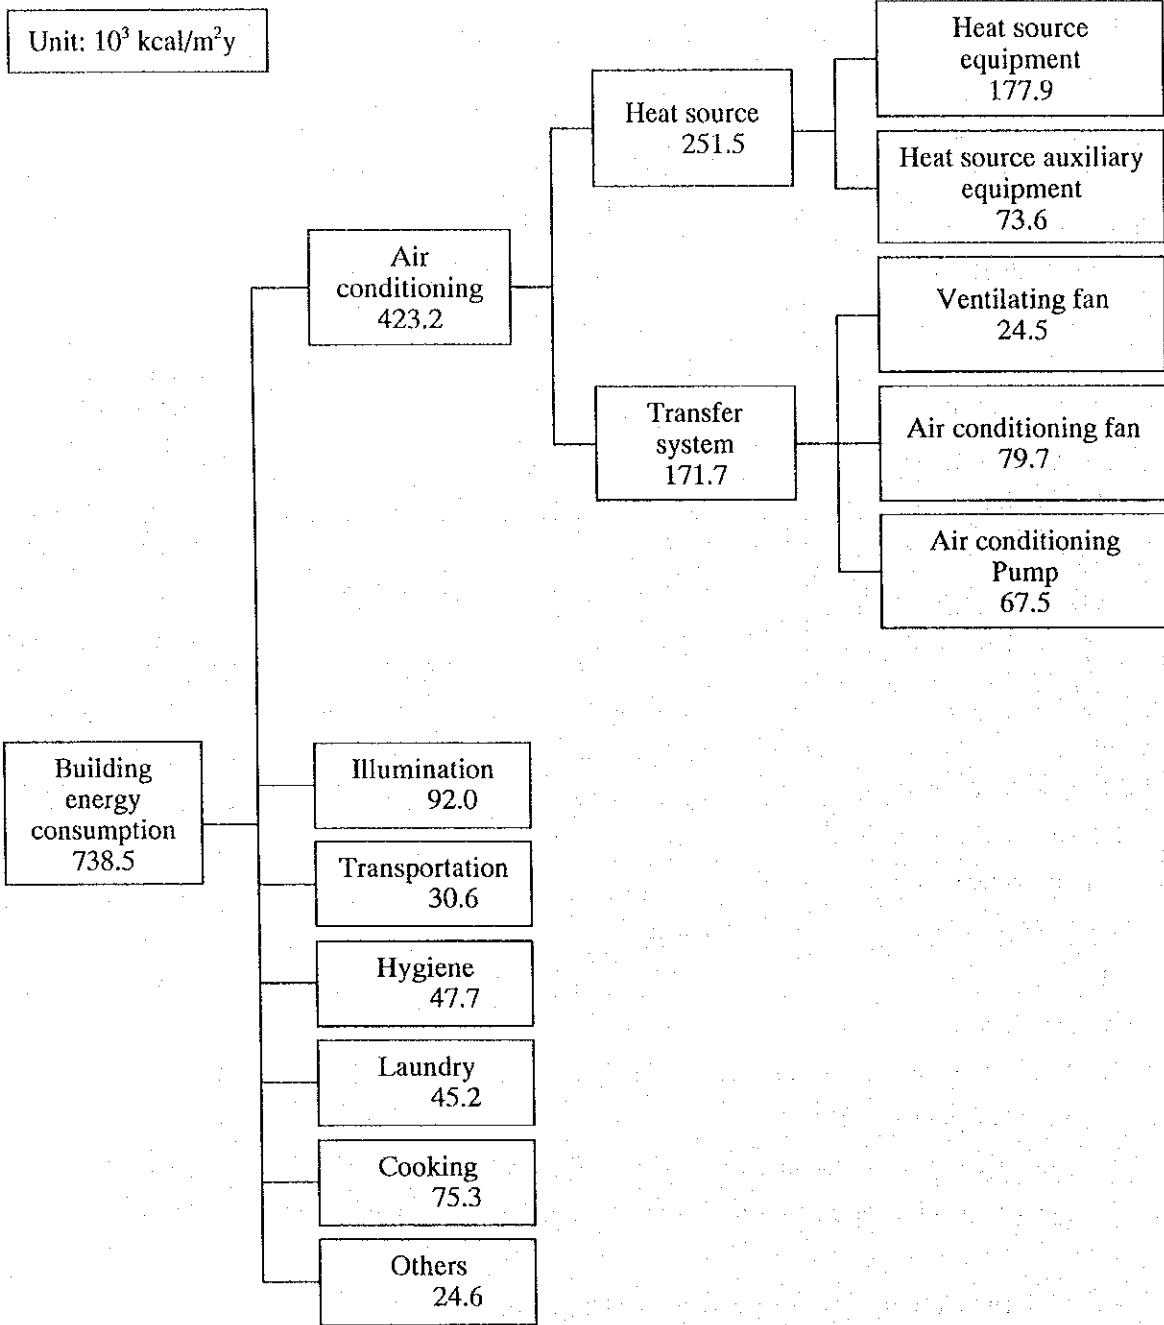 Unit: 10³ kcal/m²y
Heat source
equipment
177.9
Heat source
251.5
Heat source auxiliary
equipment
73.6
Air
conditioning
423.2
Ventilating fan
24.5
Transfer
system
171.7
Air conditioning fan
79.7
Air conditioning
Pump
67.5
Building
energy
consumption
738.5
Illumination
92.0
Transportation
30.6
Hygiene
47.7
Laundry
45.2
Cooking
75.3
Others
24.6